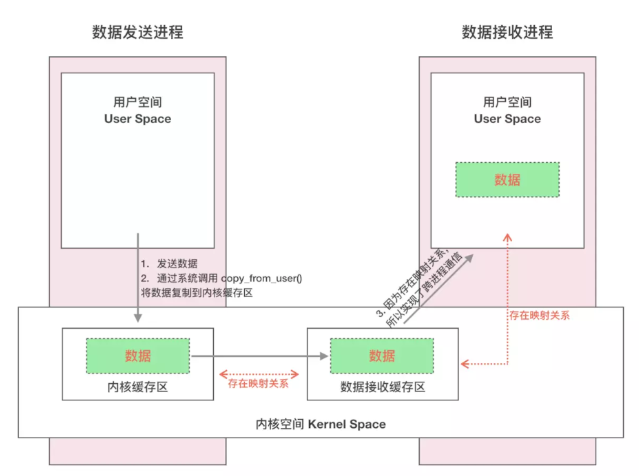 数据发送进程
数据接收进程
用户空间
User Space
用户空间
User Space
数据
1. 发送数据
2. 通过系统调用 copy_from_user()
将数据复制到内核缓存区
3. 因为存在映射关系，
所以实现了跨进程通信
存在映射关系
数据
数据
内核缓存区
存在映射关系
数据接收缓存区
内核空间 Kernel Space